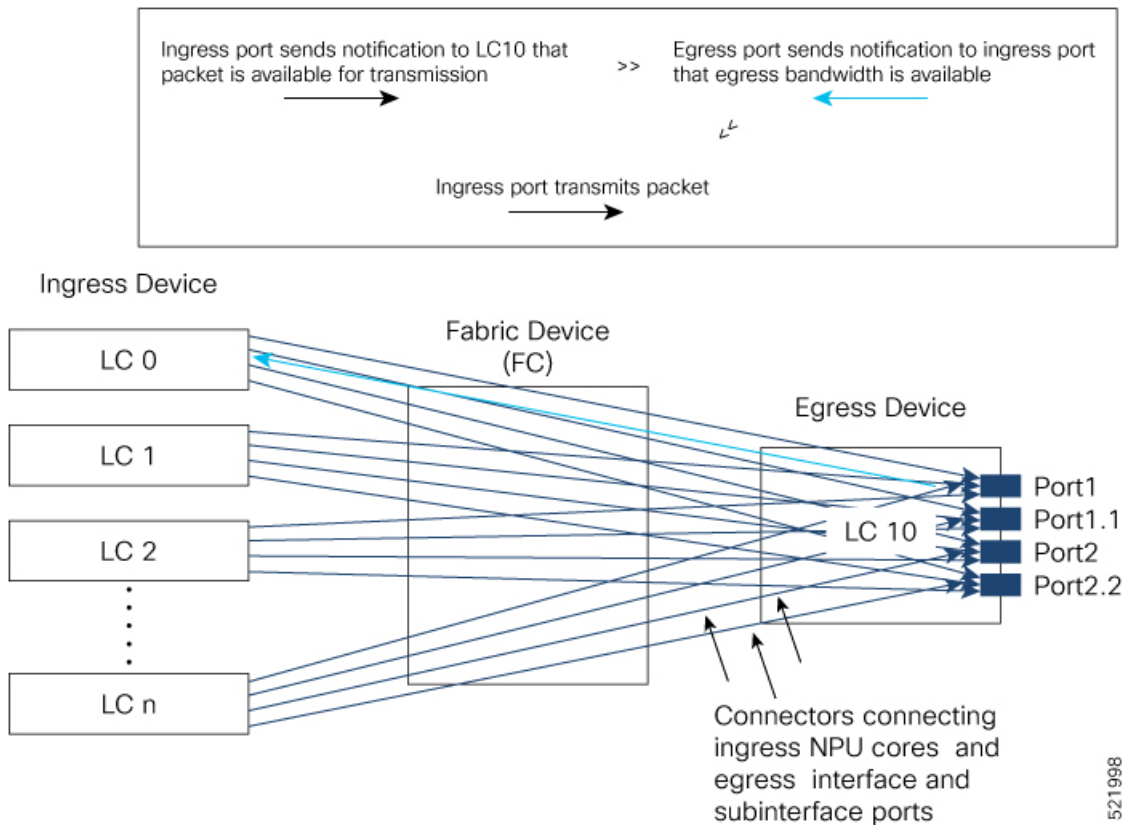 Ingress port sends notification to LC10 that
packet is available for transmission
>>
Egress port sends notification to ingress port
that egress bandwidth is available
>>
Ingress port transmits packet
Ingress Device
LC 0
LC 1
LC 2
LC n
Fabric Device
(FC)
Egress Device
LC 10
Port1
Port1.1
Port2
Port2.2
Connectors connecting
ingress NPU cores and
egress interface and
subinterface ports
521998